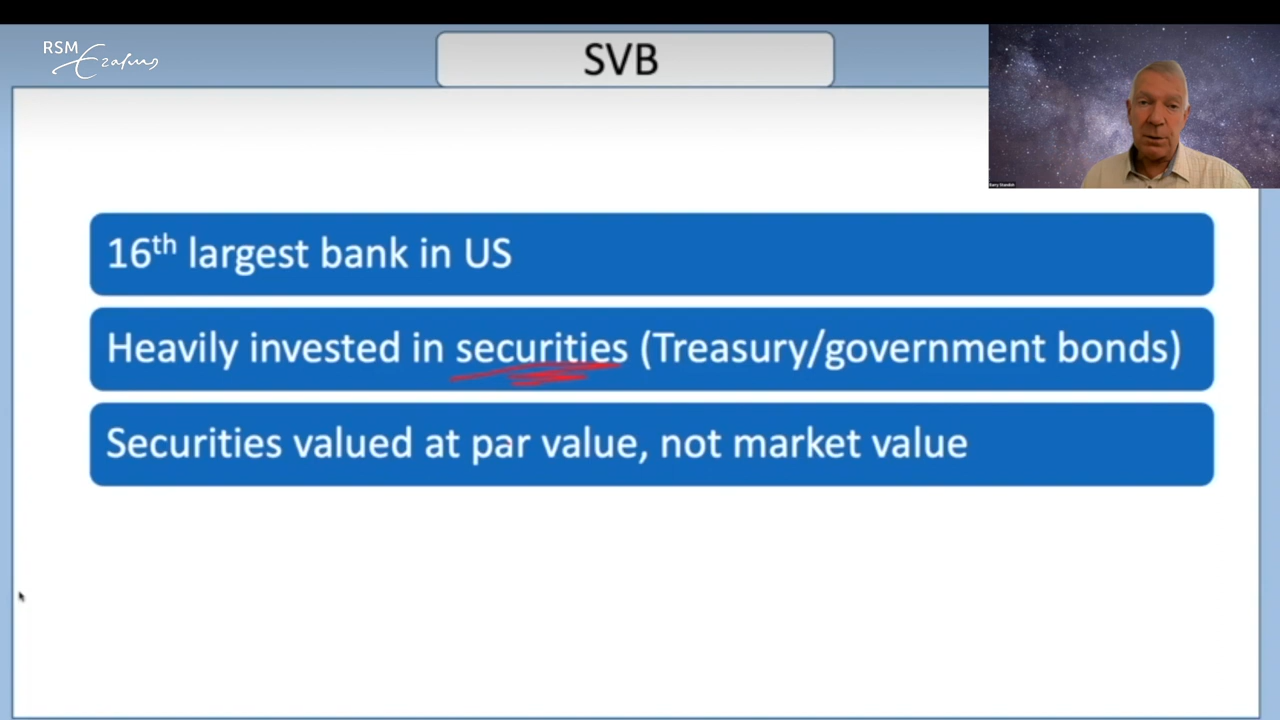 RSM
Erasmus
SVB
16th largest bank in US
Heavily invested in securities (Treasury/government bonds)
Securities valued at par value, not market value